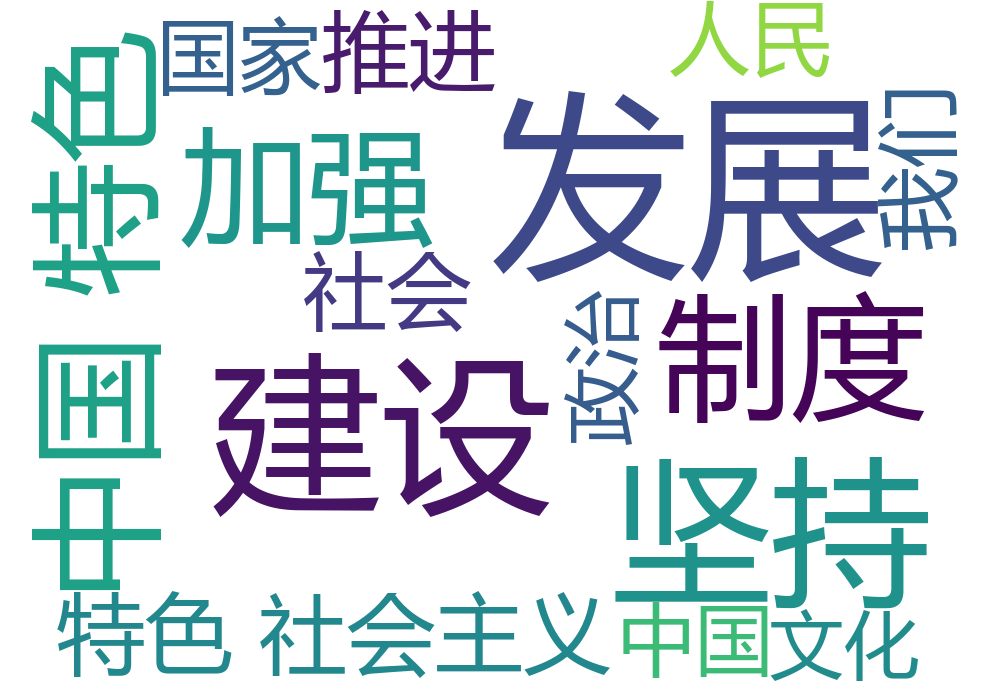 国家
推进
人民
发展
我们
加强
中国 特色
社会
政治
制度
建设
坚持
特色 社会主义
中国
文化